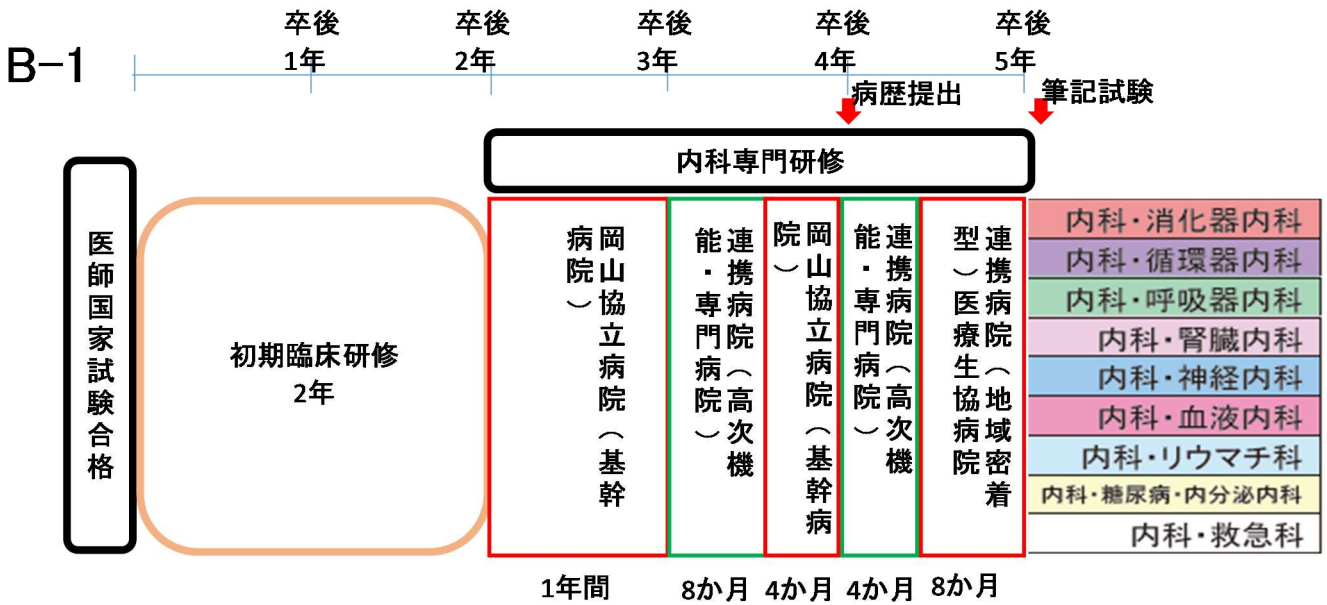 B-1
卒後
1年
卒後
2年
卒後
3年
卒後
4年
卒後
5年
病歴提出
筆記試験
内科専門研修
医師国家試験合格
初期臨床研修
2年
岡山協立病院（基幹
病院）
連携病院（高次機
能・専門病院）
岡山協立病院（基幹病
院）
連携病院（高次機
能・専門病院）
連携病院（地域密着
型）医療生協病院
内科・消化器内科
内科・循環器内科
内科・呼吸器内科
内科・腎臓内科
内科・神経内科
内科・血液内科
内科・リウマチ科
内科・糖尿病・内分泌内科
内科・救急科
1年間
8か月
4か月
4か月
8か月